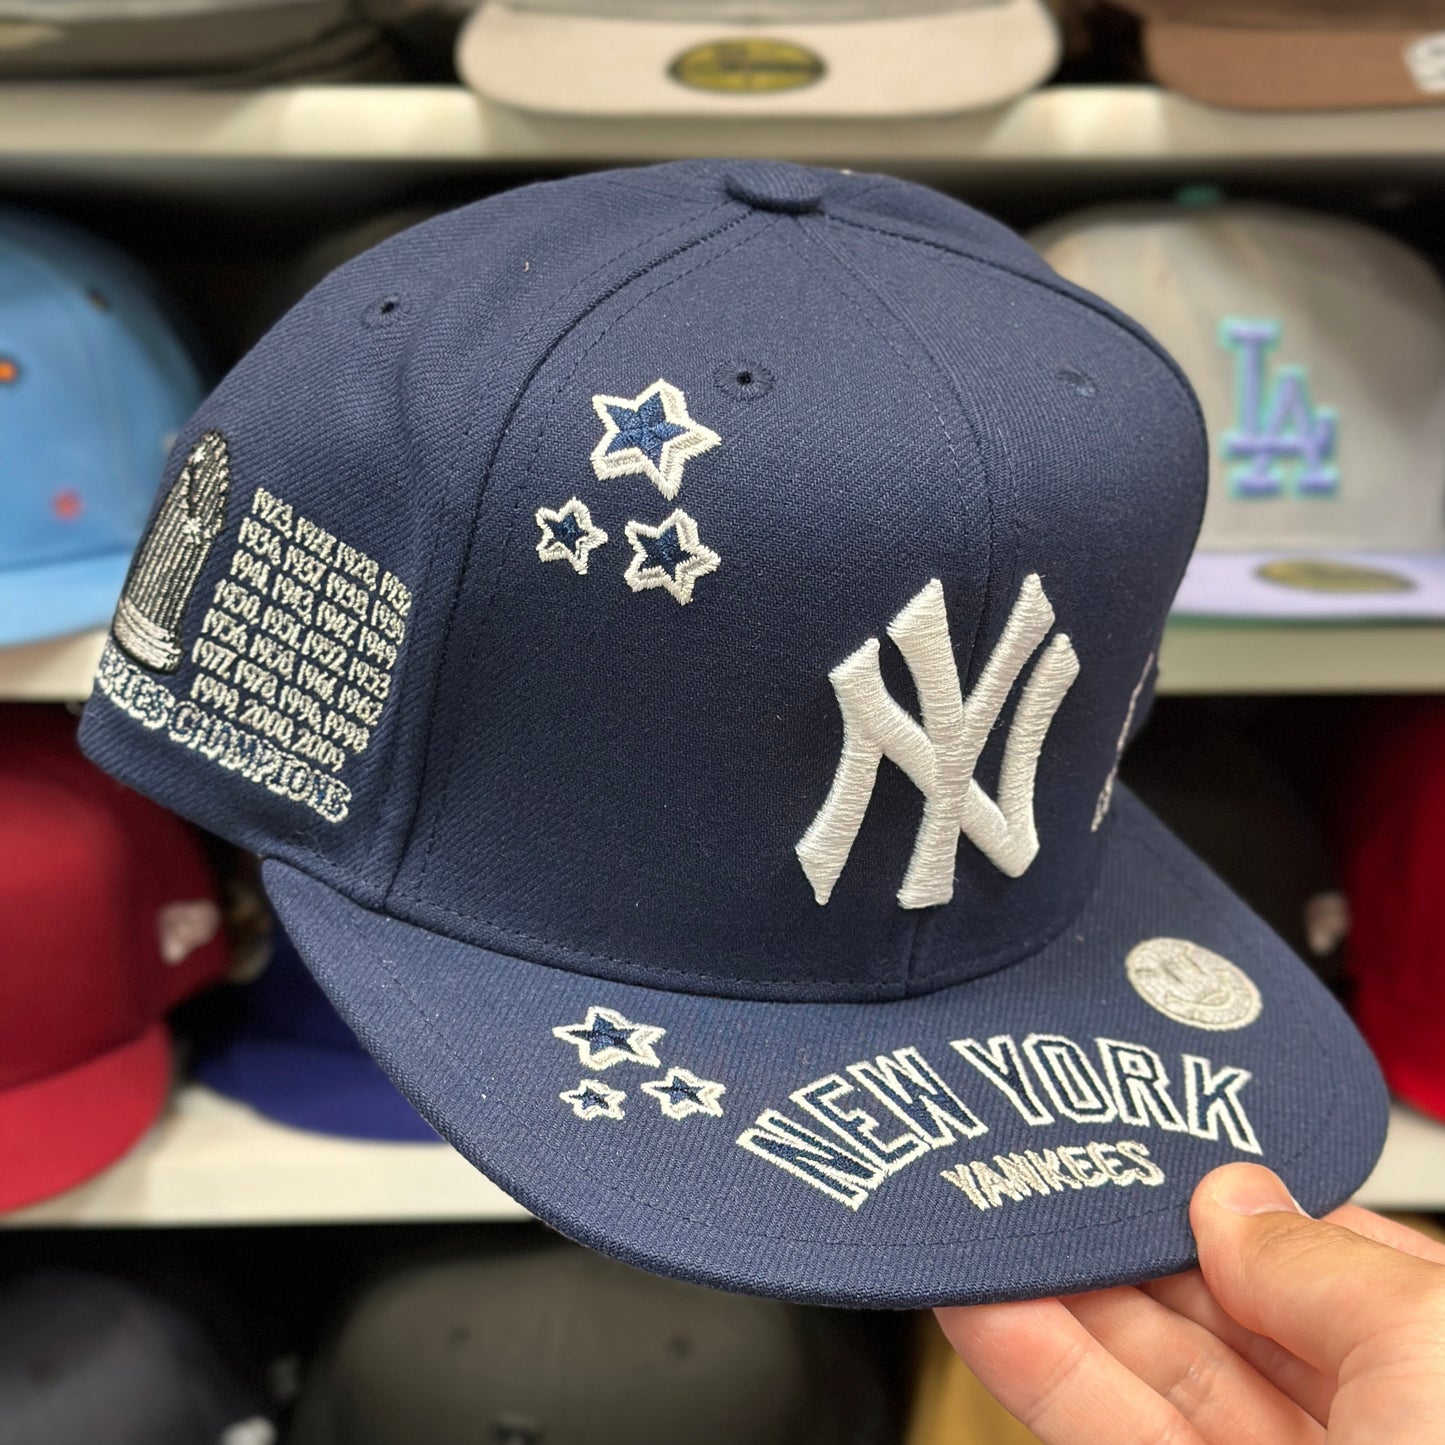 1923, 1927, 1928, 1932,
1936, 1937, 1938, 1939,
1941, 1943, 1947, 1949,
1950, 1951, 1952, 1953,
1956, 1958, 1961, 1962,
1977, 1978, 1996, 1998,
1999, 2000, 2009
SERIES CHAMPIONS
NY
LA
NEW YORK
YANKEES